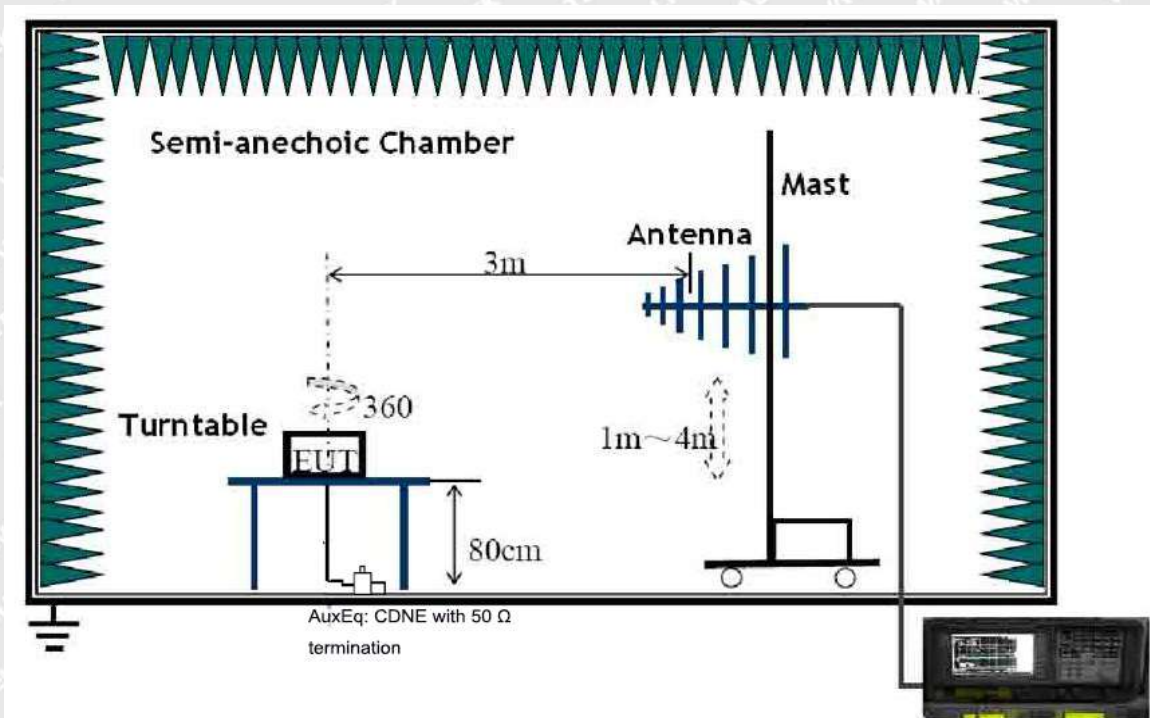 Semi-anechoic Chamber
Mast
Antenna
3m
360
Turntable
EUT
1m～4m
80cm
AuxEq: CDNE with 50 Ω
termination